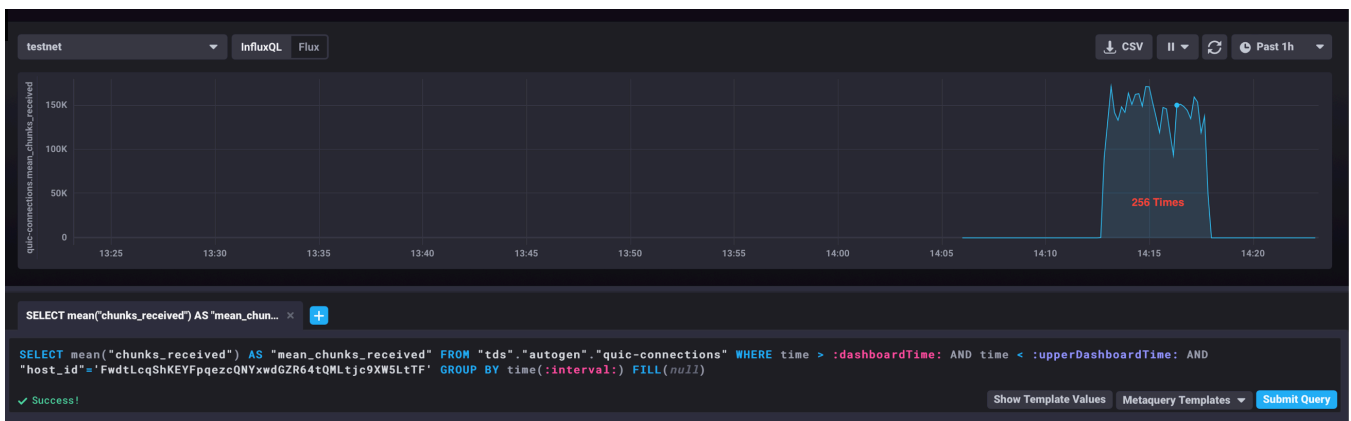 testnet
InfluxQL
Flux
CSV
Past 1h
quic-connections.mean_chunks_received
150K
100K
50K
0
256 Times
13:25 13:30 13:35 13:40 13:45 13:50 13:55 14:00 14:05 14:10 14:15 14:20
SELECT mean("chunks_received") AS "mean_chun... ×
+
SELECT mean("chunks_received") AS "mean_chunks_received" FROM "tds"."autogen"."quic-connections" WHERE time > :dashboardTime: AND time < :upperDashboardTime: AND
"host_id"='FwdtLcqShKEYFpqezcQNYxwdGZR64tQMLtjc9XW5LtTF' GROUP BY time(:interval:) FILL(null)
✓ Success!
Show Template Values
Metaquery Templates
Submit Query